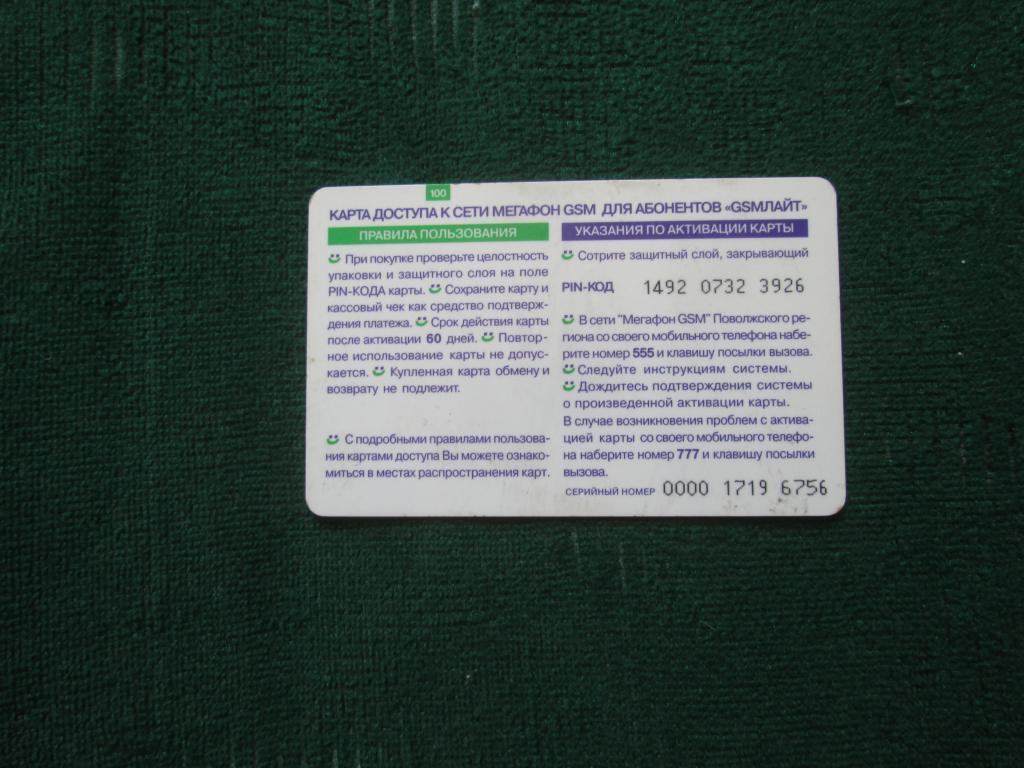 100
КАРТА ДОСТУПА К СЕТИ МЕГАФОН GSM ДЛЯ АБОНЕНТОВ «GSMЛАЙТ»
ПРАВИЛА ПОЛЬЗОВАНИЯ
При покупке проверьте целостность
упаковки и защитного слоя на поле
PIN-КОДА карты. Сохраните карту и
кассовый чек как средство подтверж-
дения платежа. Срок действия карты
после активации 60 дней. Повтор-
ное использование карты не допус-
кается. Купленная карта обмену и
возврату не подлежит.
С подробными правилами пользова-
ния картами доступа Вы можете ознако-
миться в местах распространения карт.
УКАЗАНИЯ ПО АКТИВАЦИИ КАРТЫ
Сотрите защитный слой, закрывающий
PIN-КОД 1492 0732 3926
В сети "Мегафон GSM" Поволжского ре-
гиона со своего мобильного телефона набе-
рите номер 555 и клавишу посылки вызова.
Следуйте инструкциям системы.
Дождитесь подтверждения системы
о произведенной активации карты.
В случае возникновения проблем с актива-
цией карты со своего мобильного телефо-
на наберите номер 777 и клавишу посылки
вызова.
СЕРИЙНЫЙ НОМЕР 0000 1719 6756